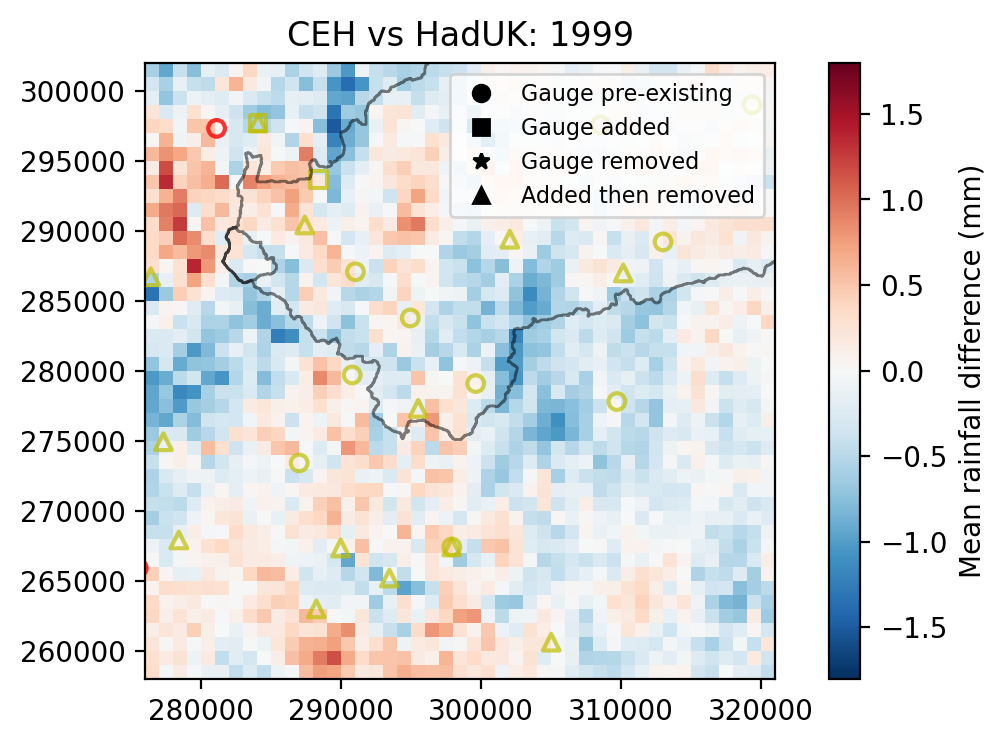 CEH vs HadUK: 1999
Gauge pre-existing
Gauge added
Gauge removed
Added then removed
300000
295000
290000
285000
280000
275000
270000
265000
260000
280000 290000 300000 310000 320000
1.5
1.0
0.5
0.0
−0.5
−1.0
−1.5
Mean rainfall difference (mm)